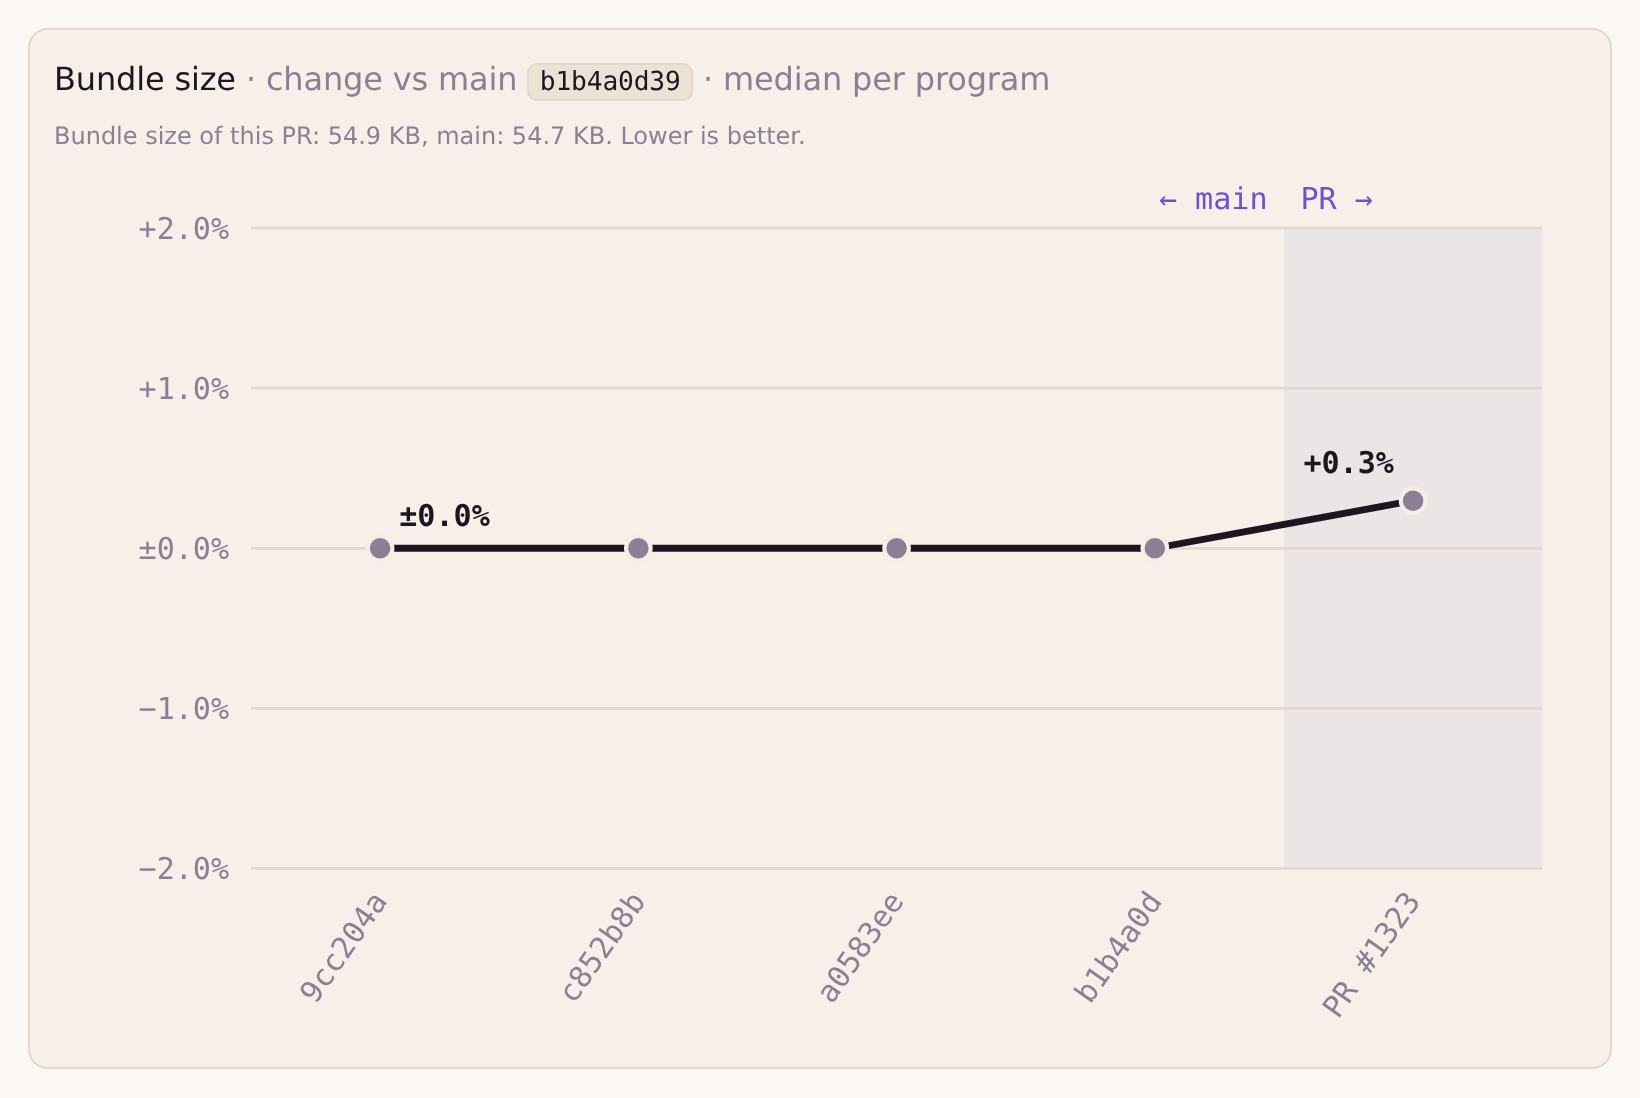 Bundle size · change vs main b1b4a0d39 · median per program
Bundle size of this PR: 54.9 KB, main: 54.7 KB. Lower is better.
← main PR →
+2.0%
+1.0%
+0.3%
±0.0%
±0.0%
−1.0%
−2.0%
9cc204a
c852b8b
a0583ee
b1b4a0d
PR #1323